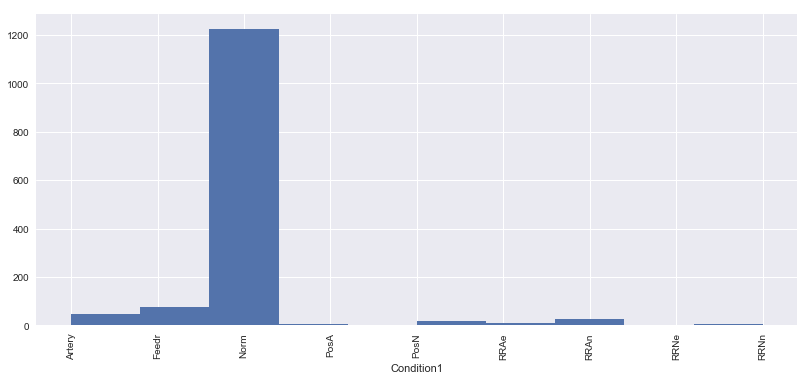 1200
1000
800
600
400
200
0
Artery
Feedr
Norm
PosA
PosN
RRAe
RRAn
RRNe
RRNn
Condition1